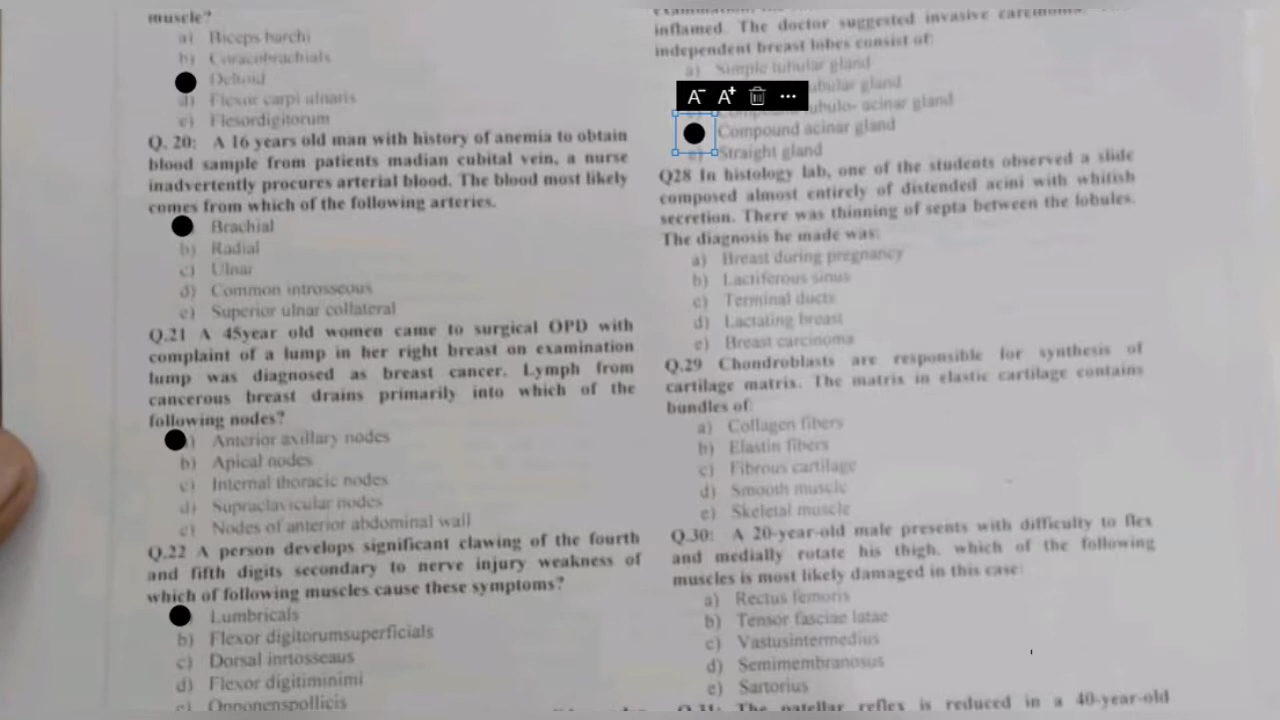 muscle?
a) Biceps barchi
b) Coracobrachials
Deltoid
d) Flexor carpi ulnaris
e) Flesordigitorum
Q. 20: A 16 years old man with history of anemia to obtain
blood sample from patients madian cubital vein, a nurse
inadvertently procures arterial blood. The blood most likely
comes from which of the following arteries.
Brachial
b) Radial
c) Ulnar
d) Common introsseous
e) Superior ulnar collateral
Q.21 A 45year old women came to surgical OPD with
complaint of a lump in her right breast on examination
lump was diagnosed as breast cancer. Lymph from
cancerous breast drains primarily into which of the
following nodes?
) Anterior axillary nodes
b) Apical nodes
c) Internal thoracic nodes
d) Supraclavicular nodes
e) Nodes of anterior abdominal wall
Q.22 A person develops significant clawing of the fourth
and fifth digits secondary to nerve injury weakness of
which of following muscles cause these symptoms?
Lumbricals
b) Flexor digitorumsuperficials
c) Dorsal inrtosseaus
d) Flexor digitiminimi
e) Opponenspollicis
inflamed. The doctor suggested invasive carcinoma.
independent breast lobes consist of:
a) Simple tubular gland
tubular gland
Compound tubulo- acinar gland
Compound acinar gland
e) Straight gland
Q28 In histology lab, one of the students observed a slide
composed almost entirely of distended acini with whitish
secretion. There was thinning of septa between the lobules.
The diagnosis he made was:
a) Breast during pregnancy
b) Lactiferous sinus
c) Terminal ducts
d) Lactating breast
e) Breast carcinoma
Q.29 Chondroblasts are responsible for synthesis of
cartilage matrix. The matrix in elastic cartilage contains
bundles of:
a) Collagen fibers
b) Elastin fibers
c) Fibrous cartilage
d) Smooth muscle
e) Skeletal muscle
Q.30: A 20-year-old male presents with difficulty to flex
and medially rotate his thigh. which of the following
muscles is most likely damaged in this case:
a) Rectus femoris
b) Tensor fasciae latae
c) Vastusintermedius
d) Semimembranosus
e) Sartorius
Q.31: The patellar reflex is reduced in a 40-year-old